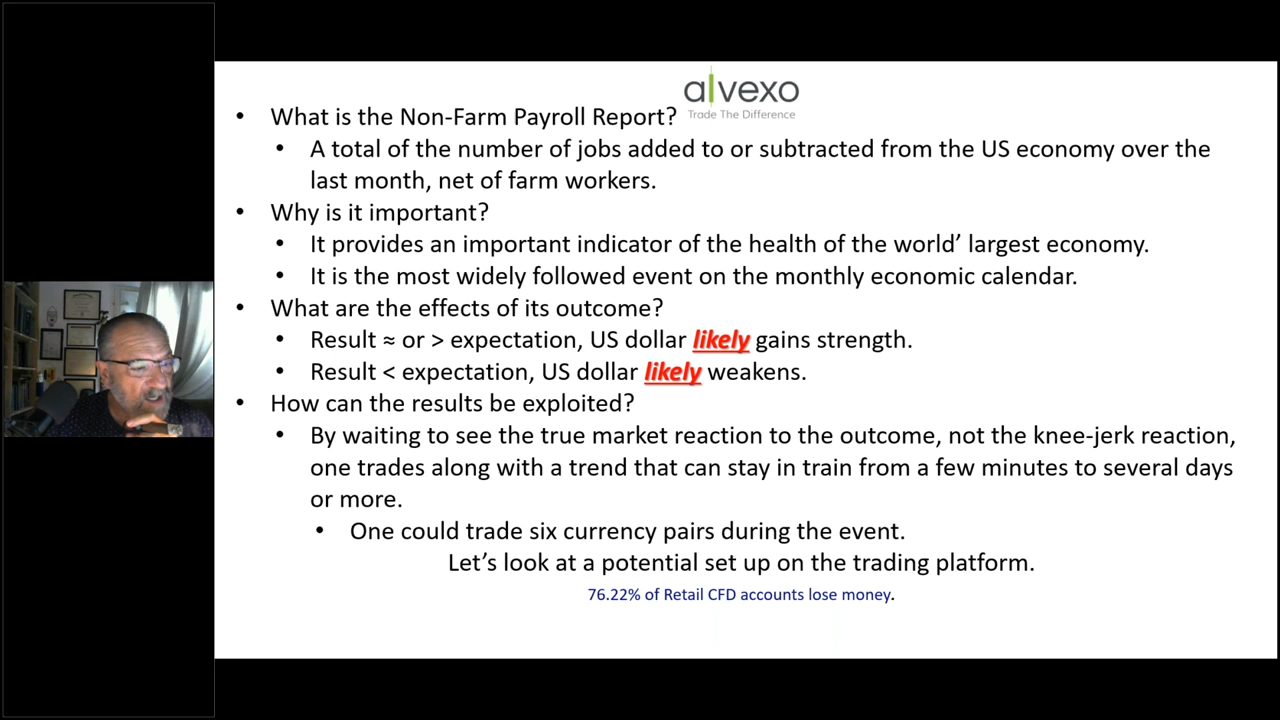 alvexo
Trade The Difference
• What is the Non-Farm Payroll Report?
• A total of the number of jobs added to or subtracted from the US economy over the
last month, net of farm workers.
• Why is it important?
• It provides an important indicator of the health of the world’ largest economy.
• It is the most widely followed event on the monthly economic calendar.
• What are the effects of its outcome?
• Result ≈ or > expectation, US dollar likely gains strength.
• Result < expectation, US dollar likely weakens.
• How can the results be exploited?
• By waiting to see the true market reaction to the outcome, not the knee-jerk reaction,
one trades along with a trend that can stay in train from a few minutes to several days
or more.
• One could trade six currency pairs during the event.
Let’s look at a potential set up on the trading platform.
76.22% of Retail CFD accounts lose money.